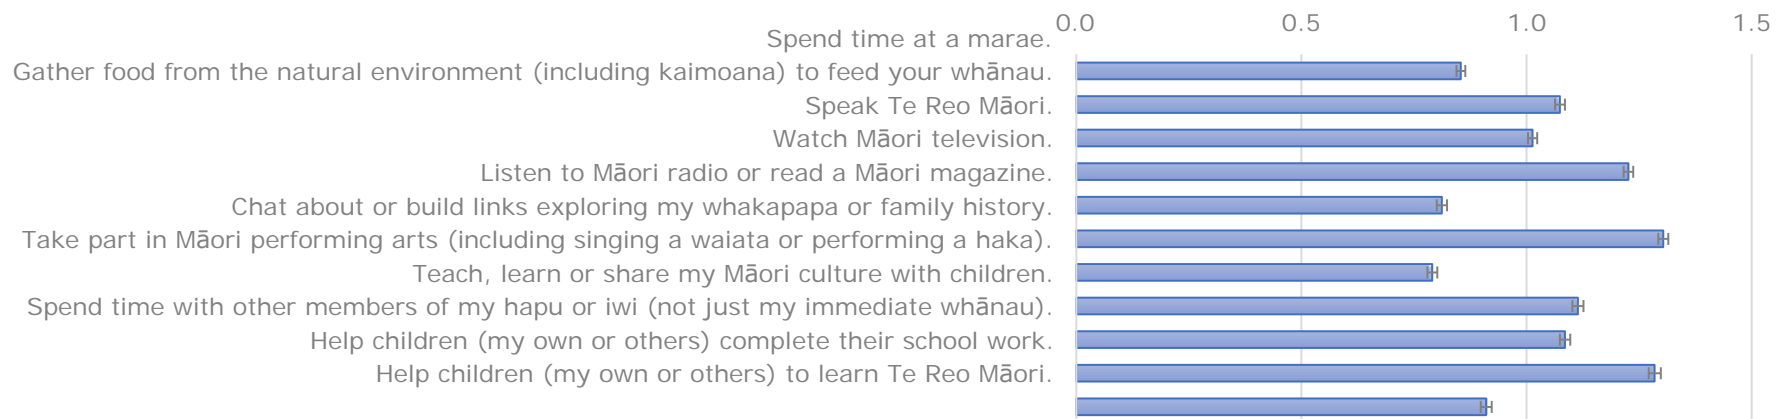 0.0 0.5 1.0 1.5
Spend time at a marae.
Gather food from the natural environment (including kaimoana) to feed your whānau.
Speak Te Reo Māori.
Watch Māori television.
Listen to Māori radio or read a Māori magazine.
Chat about or build links exploring my whakapapa or family history.
Take part in Māori performing arts (including singing a waiata or performing a haka).
Teach, learn or share my Māori culture with children.
Spend time with other members of my hapu or iwi (not just my immediate whānau).
Help children (my own or others) complete their school work.
Help children (my own or others) to learn Te Reo Māori.